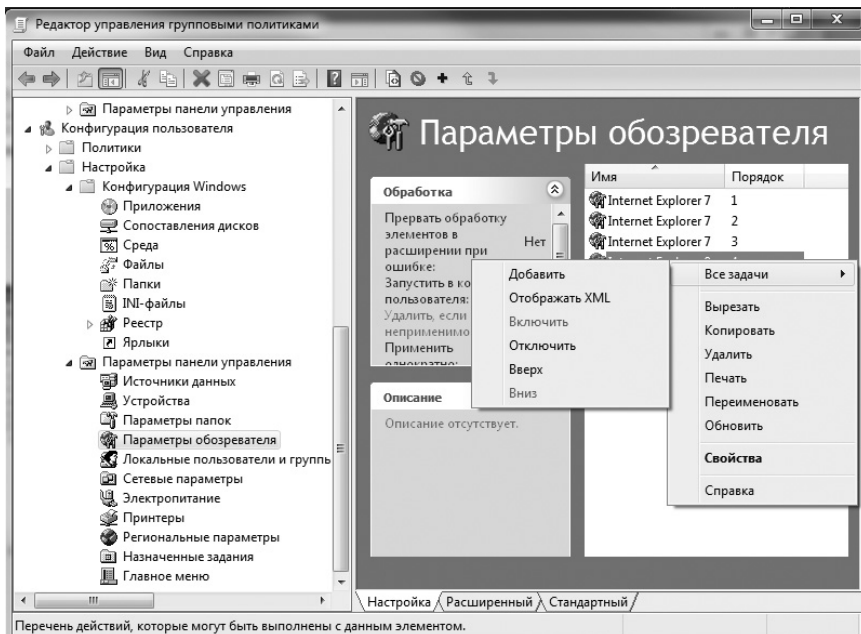 Редактор управления групповыми политиками
Файл Действие Вид Справка
Параметры панели управления
Конфигурация пользователя
Политики
Настройка
Конфигурация Windows
Приложения
Сопоставления дисков
Среда
Файлы
Папки
INI-файлы
Реестр
Ярлыки
Параметры панели управления
Источники данных
Устройства
Параметры папок
Параметры обозревателя
Локальные пользователи и группь
Сетевые параметры
Электропитание
Принтеры
Региональные параметры
Назначенные задания
Главное меню
Параметры обозревателя
Обработка
Прервать обработку
элементов в
расширении при
ошибке:
Нет
Запустить в ко
пользователя:
Удалить, если
неприменимо
Применить
Описание
Описание отсутствует.
Имя Порядок
Internet Explorer 7 1
Internet Explorer 7 2
Internet Explorer 7 3
Добавить
Отображать XML
Включить
Отключить
Вверх
Вниз
Все задачи
Вырезать
Копировать
Удалить
Печать
Переименовать
Обновить
Свойства
Справка
Настройка Расширенный Стандартный
Перечень действий, которые могут быть выполнены с данным элементом.